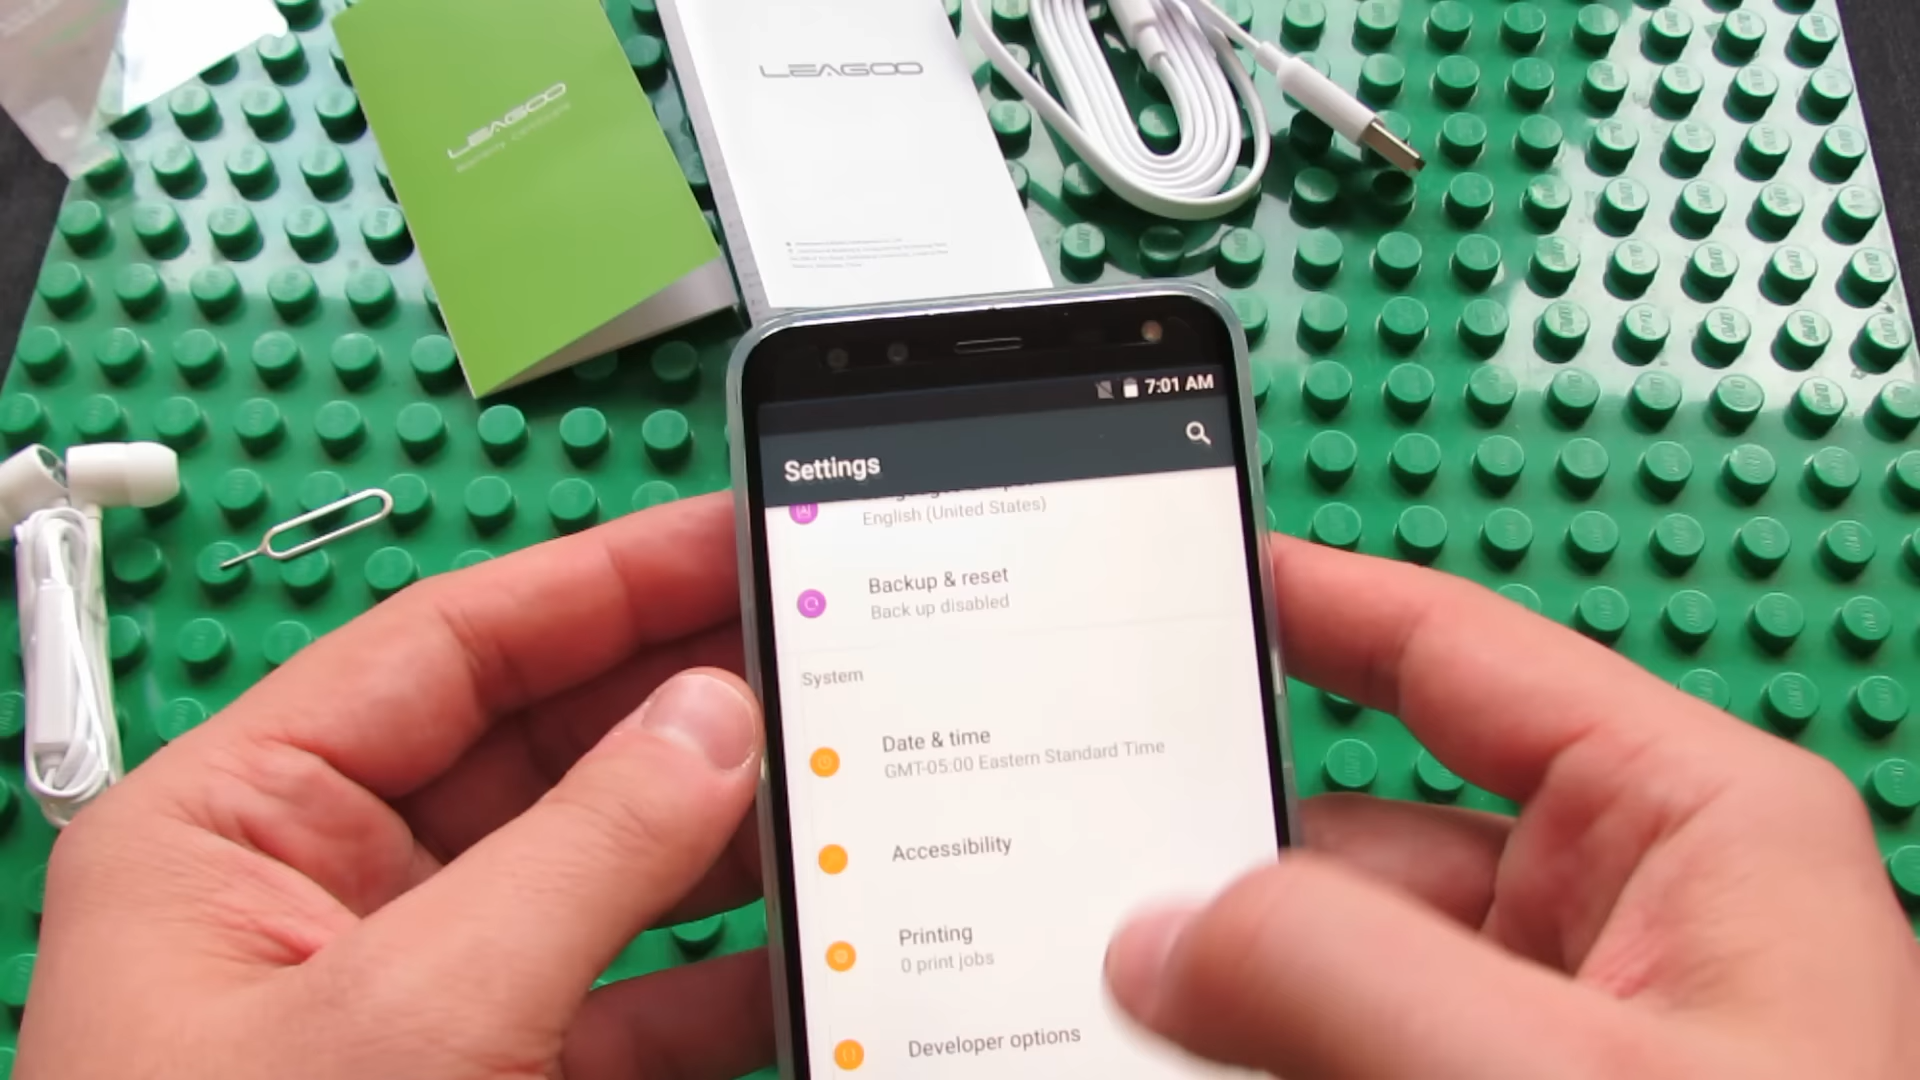 LEAGOO
LEAGOO
7:01 AM
Settings
English (United States)
Backup & reset
Back up disabled
System
Date & time
GMT-05:00 Eastern Standard Time
Accessibility
Printing
0 print jobs
Developer options